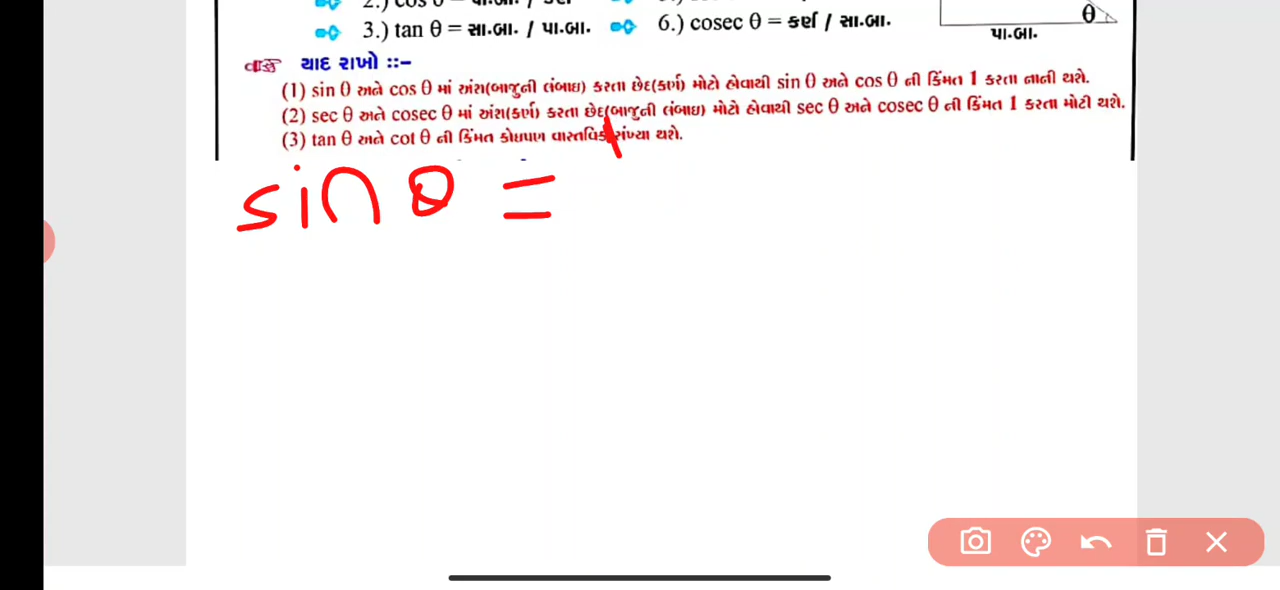 2.) cos θ =
3.) tan θ = સા.બા. / પા.બા. 6.) cosec θ = કર્ણ / સા.બા.
θ
પા.બા.
યાદ રાખો ::-
(1) sin θ અને cos θ માં અંશ(બાજુની લંબાઇ) કરતા છેદ(કર્ણ) મોટો હોવાથી sin θ અને cos θ ની કિંમત 1 કરતા નાની થશે.
(2) sec θ અને cosec θ માં અંશ(કર્ણ) કરતા છેદ(બાજુની લંબાઇ) મોટો હોવાથી sec θ અને cosec θ ની કિંમત 1 કરતા મોટી થશે.
(3) tan θ અને cot θ ની કિંમત કોઇપણ વાસ્તવિક સંખ્યા થશે.
sin θ =